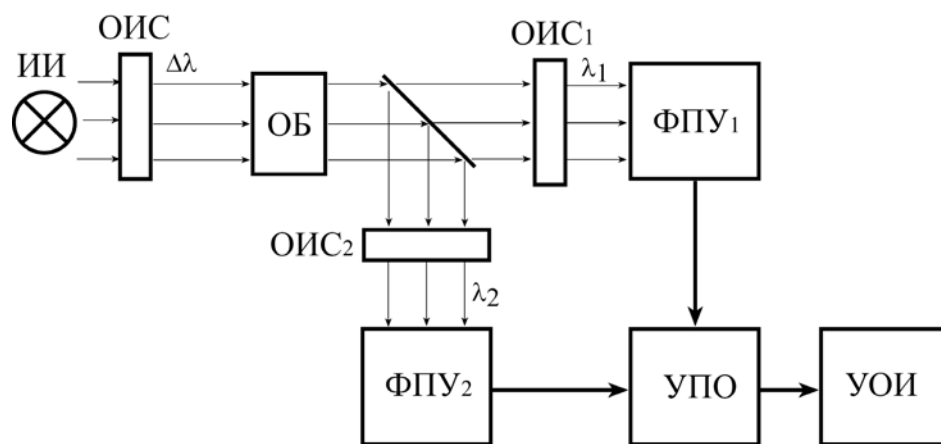 ОИС
ОИС₁
ИИ
Δλ
λ₁
ОБ
ФПУ₁
ОИС₂
λ₂
ФПУ₂
УПО
УОИ